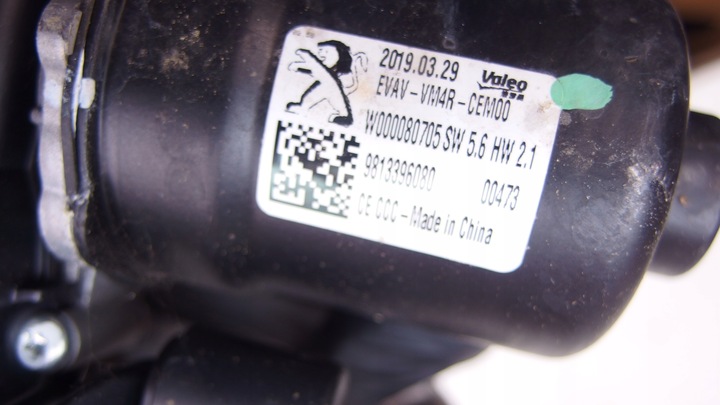 2019.03.29 Valeo
EVAV-VM4R-CEM00
W000080705 SW 5.6 HW 2.1
9813396080 00473
CE CCC - Made in China